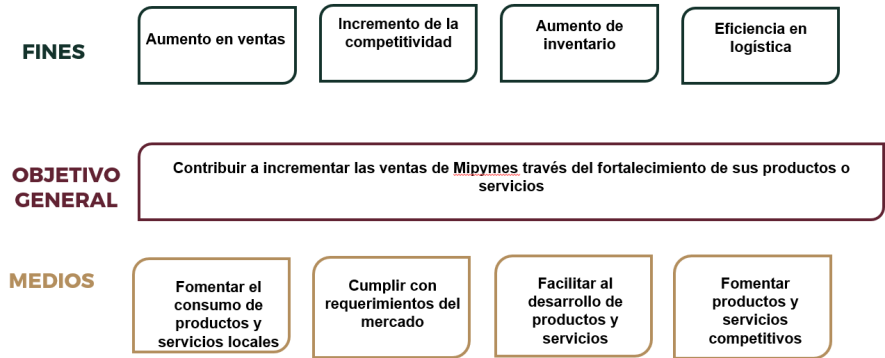 FINES
Aumento en ventas
Incremento de la
competitividad
Aumento de
inventario
Eficiencia en
logística
OBJETIVO
GENERAL
Contribuir a incrementar las ventas de Mipymes través del fortalecimiento de sus productos o
servicios
MEDIOS
Fomentar el
consumo de
productos y
servicios locales
Cumplir con
requerimientos del
mercado
Facilitar al
desarrollo de
productos y
servicios
Fomentar
productos y
servicios
competitivos